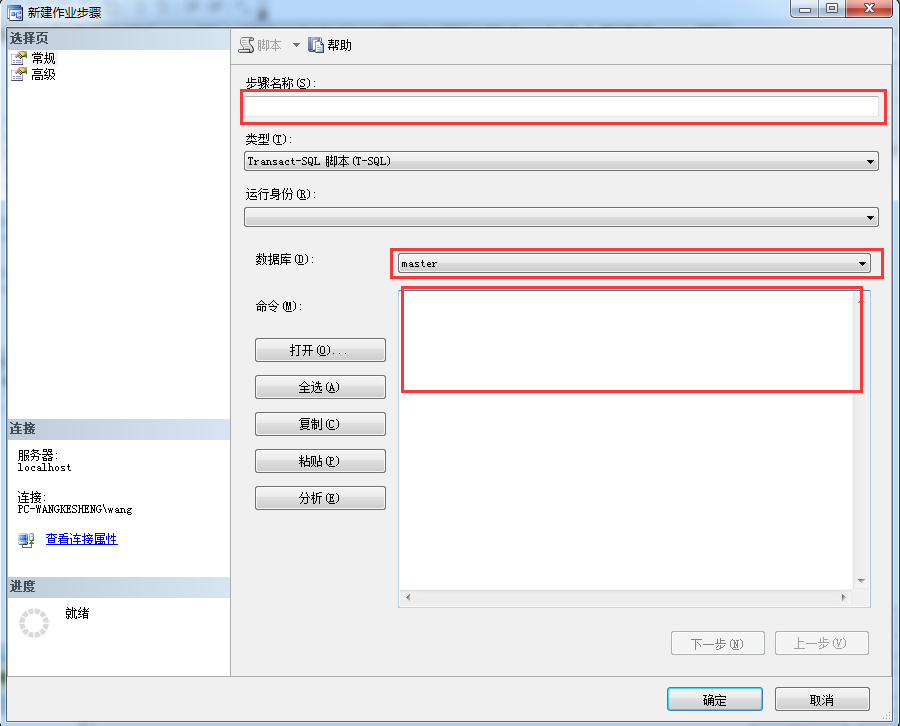 新建作业步骤
选择页
常规
高级
脚本
帮助
步骤名称(S):
类型(T):
Transact-SQL 脚本(T-SQL)
运行身份(R):
数据库(D):
master
命令(M):
打开(O)...
全选(A)
复制(C)
粘贴(P)
分析(E)
连接
服务器:
localhost
连接:
PC-WANGKESHENG\wang
查看连接属性
进度
就绪
下一步(N)
上一步(V)
确定
取消